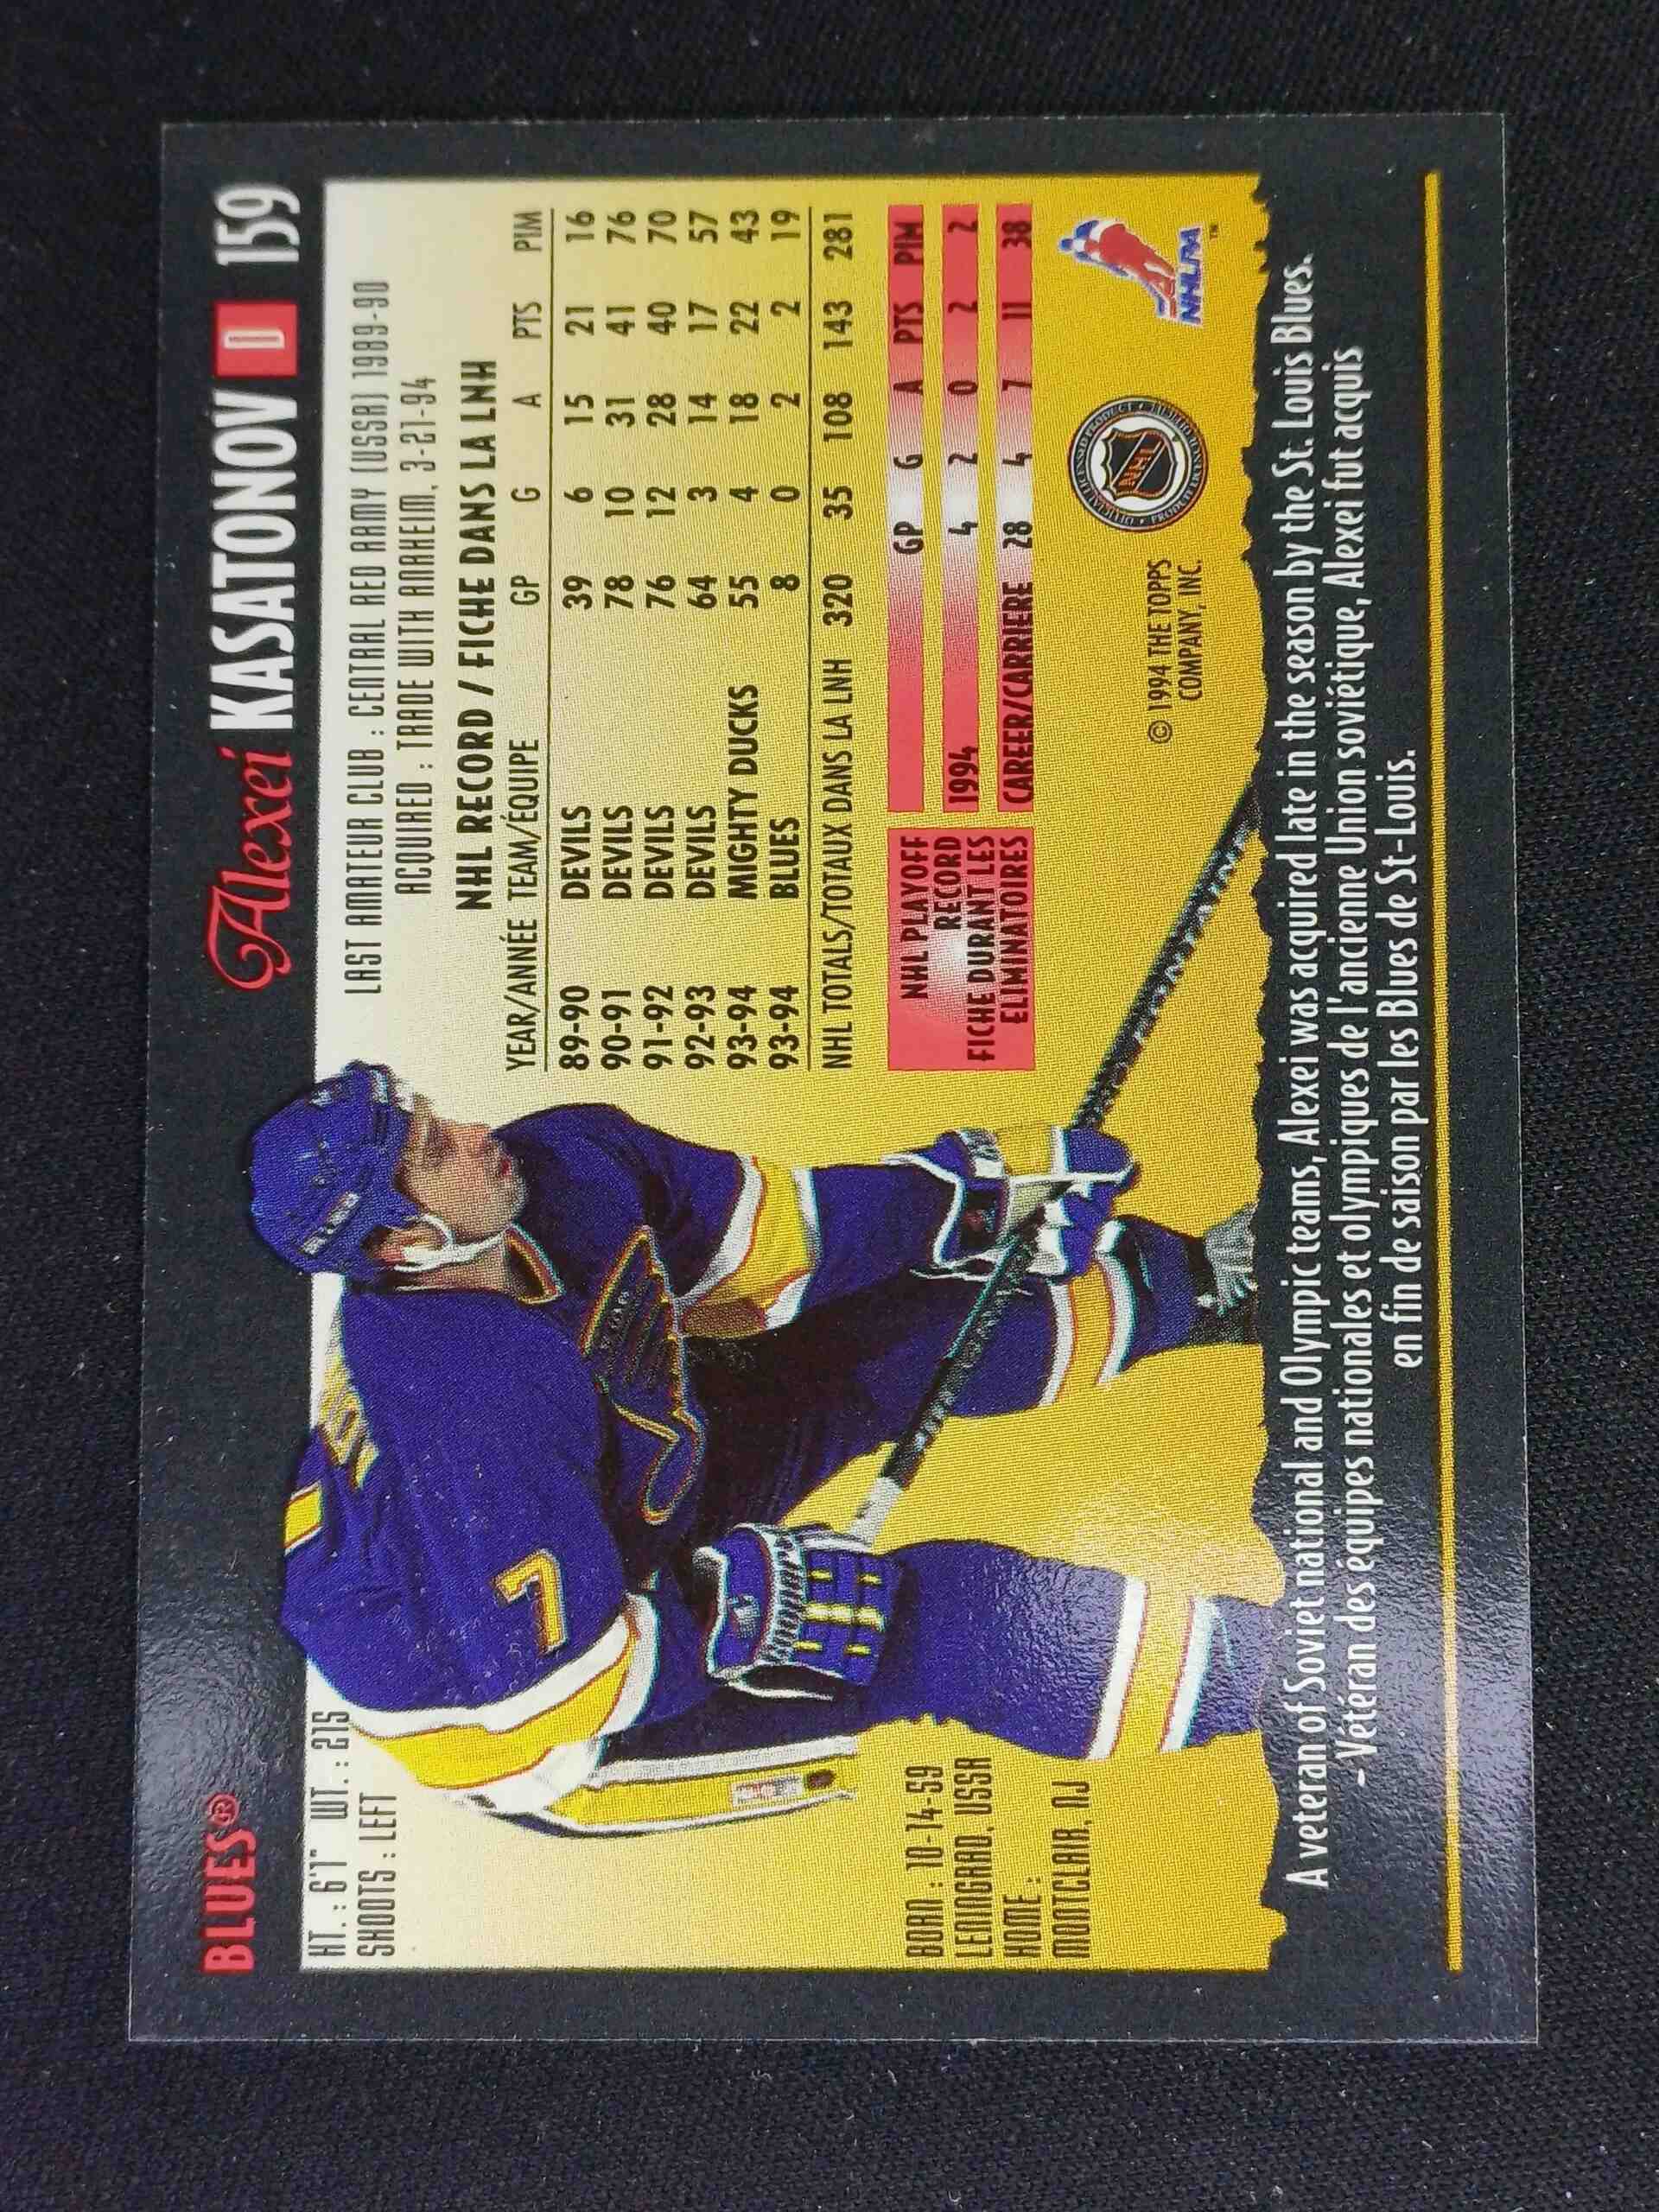 BLUES®
Alexei KASATONOV D 159
HT.: 6'1" WT.: 215
SHOOTS: LEFT
LAST AMATEUR CLUB: CENTRAL RED ARMY (USSR) 1989-90
ACQUIRED: TRADE WITH ANAHEIM, 3-21-94
NHL RECORD / FICHE DANS LA LNH
YEAR/ANNÉE TEAM/ÉQUIPE GP G A PTS PIM
89-90 DEVILS 39 6 15 21 16
90-91 DEVILS 78 10 31 41 76
91-92 DEVILS 76 12 28 40 70
92-93 DEVILS 64 3 14 17 57
93-94 MIGHTY DUCKS 55 4 18 22 43
93-94 BLUES 8 0 2 2 19
NHL TOTALS/TOTAUX DANS LA LNH 320 35 108 143 281
NHL PLAYOFF
RECORD
FICHE DURANT LES
ELIMINATOIRES
GP G A PTS PIM
1994 4 2 0 2 2
CAREER/CARRIERE 28 4 7 11 38
7
BORN: 10-14-59
LENINGRAD, USSR
HOME:
MONTCLAIR, NJ
© 1994 THE TOPPS
COMPANY, INC.
NHL
NHLPA™
A veteran of Soviet national and Olympic teams, Alexei was acquired late in the season by the St. Louis Blues.
- Vétéran des équipes nationales et olympiques de l'ancienne Union soviétique, Alexei fut acquis
en fin de saison par les Blues de St-Louis.